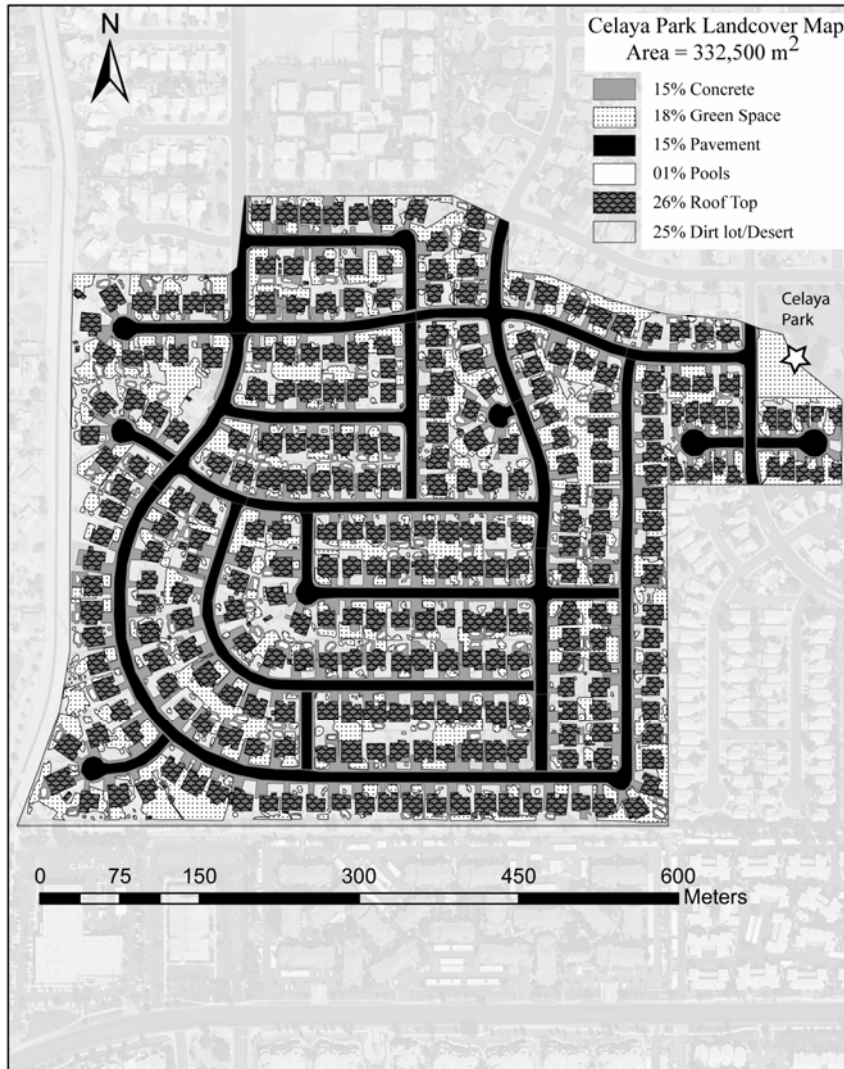 Celaya Park Landcover Map
Area = 332,500 m2
N
15% Concrete
18% Green Space
15% Pavement
01% Pools
26% Roof Top
25% Dirt lot/Desert
Celaya
Park
0 75 150 300 450 600
Meters